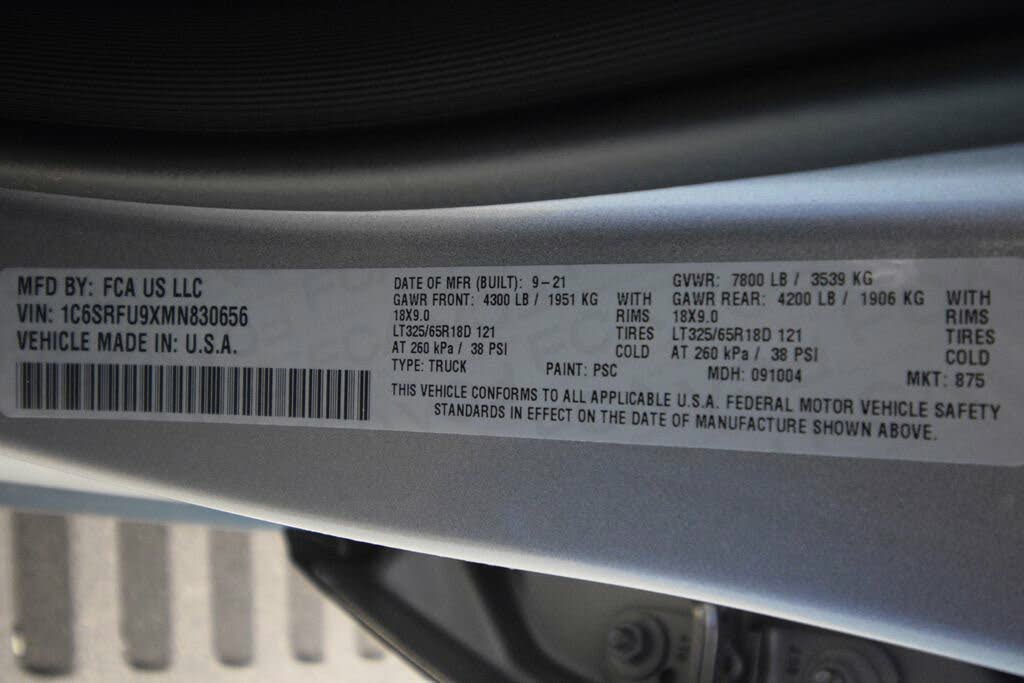 MFD BY: FCA US LLC
VIN: 1C6SRFU9XMN830656
VEHICLE MADE IN: U.S.A.
DATE OF MFR (BUILT): 9-21
GAWR FRONT: 4300 LB / 1951 KG WITH
18X9.0 RIMS
LT325/65R18D 121 TIRES
AT 260 kPa / 38 PSI COLD
TYPE: TRUCK PAINT: PSC
GVWR: 7800 LB / 3539 KG
GAWR REAR: 4200 LB / 1906 KG WITH
18X9.0 RIMS
LT325/65R18D 121 TIRES
AT 260 kPa / 38 PSI COLD
MDH: 091004 MKT: 875
THIS VEHICLE CONFORMS TO ALL APPLICABLE U.S.A. FEDERAL MOTOR VEHICLE SAFETY
STANDARDS IN EFFECT ON THE DATE OF MANUFACTURE SHOWN ABOVE.